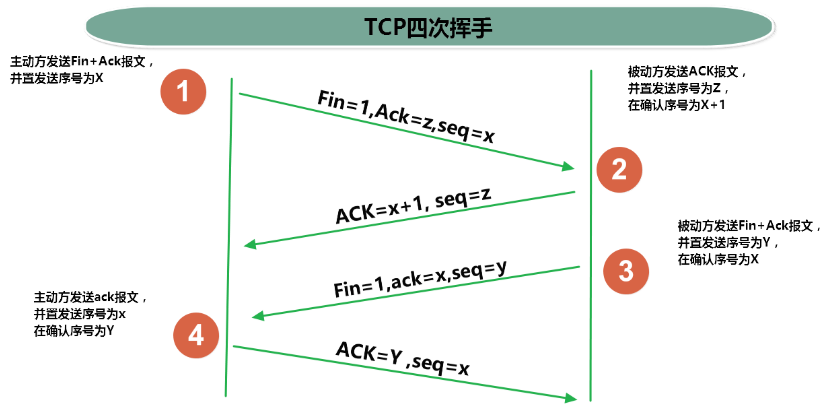 TCP四次挥手
主动方发送Fin+Ack报文，
并置发送序号为X
1
Fin=1,Ack=z,seq=x
被动方发送ACK报文，
并置发送序号为Z，
在确认序号为X+1
2
ACK=x+1, seq=z
被动方发送Fin+Ack报文，
并置发送序号为Y，
在确认序号为X
3
Fin=1,ack=x,seq=y
主动方发送ack报文，
并置发送序号为x
在确认序号为Y
4
ACK=Y ,seq=x